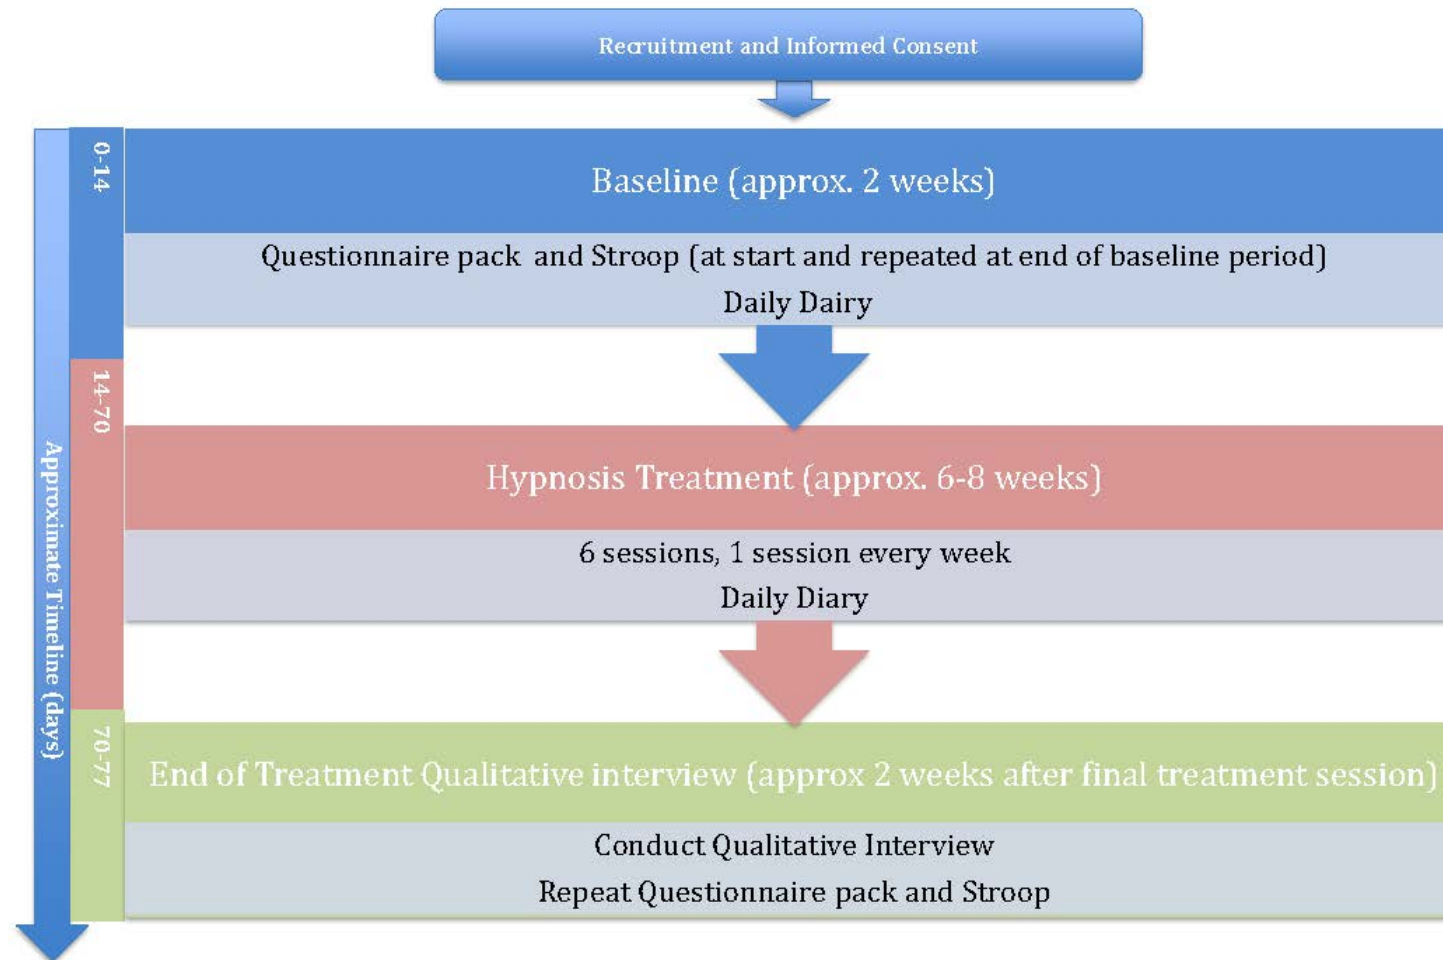 Recruitment and Informed Consent
0-14
Baseline (approx. 2 weeks)
Questionnaire pack and Stroop (at start and repeated at end of baseline period)
Daily Dairy
14-70
Hypnosis Treatment (approx. 6-8 weeks)
6 sessions, 1 session every week
Daily Diary
Approximate Timeline (days)
70-77
End of Treatment Qualitative interview (approx 2 weeks after final treatment session)
Conduct Qualitative Interview
Repeat Questionnaire pack and Stroop